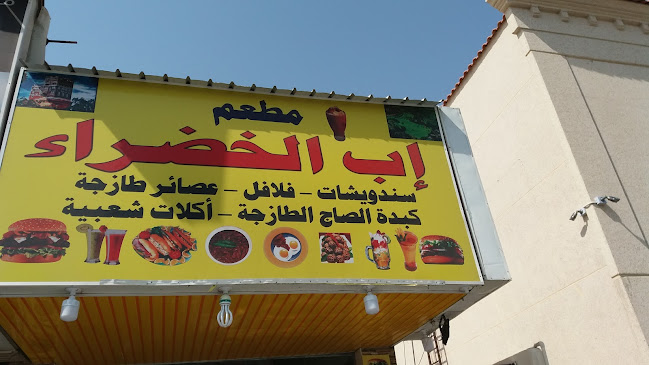 مطعم
إب الخضراء
سندويشات - فلافل - عصائر طازجة
كبدة الصاج الطازجة - أكلات شعبية